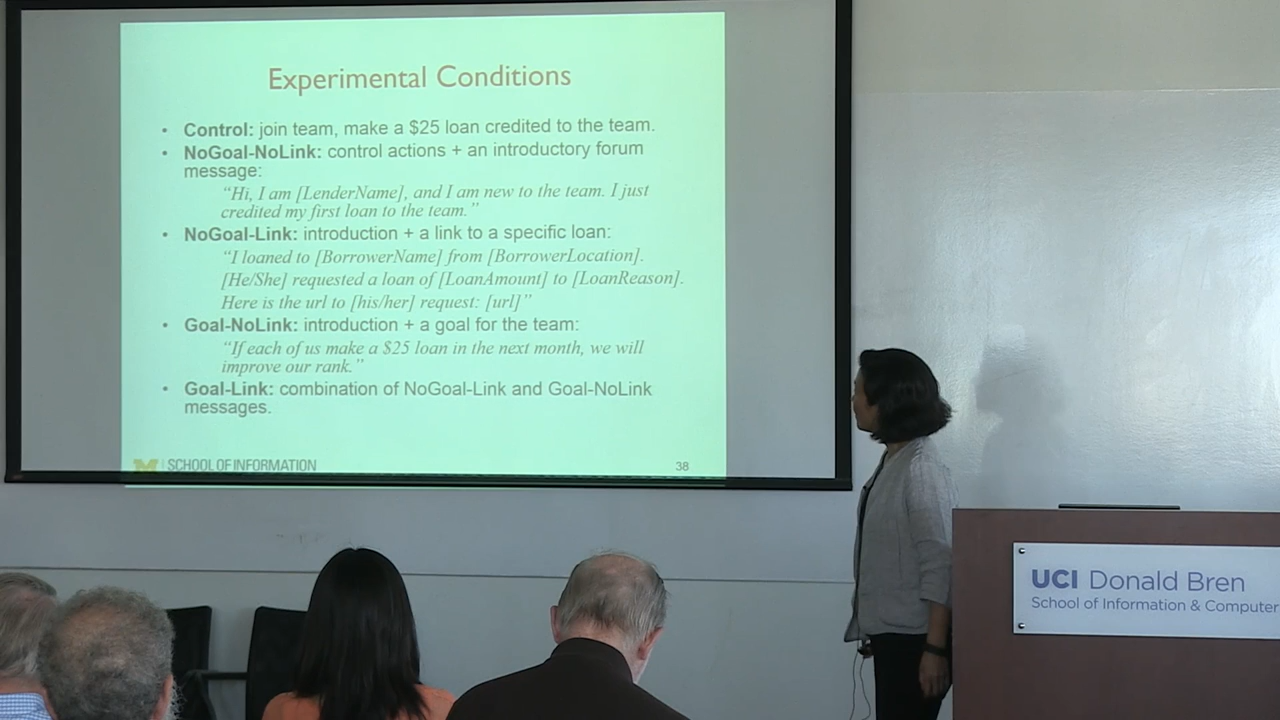 Experimental Conditions
• Control: join team, make a $25 loan credited to the team.
• NoGoal-NoLink: control actions + an introductory forum
message:
“Hi, I am [LenderName], and I am new to the team. I just
credited my first loan to the team.”
• NoGoal-Link: introduction + a link to a specific loan:
“I loaned to [BorrowerName] from [BorrowerLocation].
[He/She] requested a loan of [LoanAmount] to [LoanReason].
Here is the url to [his/her] request: [url]”
• Goal-NoLink: introduction + a goal for the team:
“If each of us make a $25 loan in the next month, we will
improve our rank.”
• Goal-Link: combination of NoGoal-Link and Goal-NoLink
messages.
M SCHOOL OF INFORMATION
38
UCI Donald Bren
School of Information & Computer